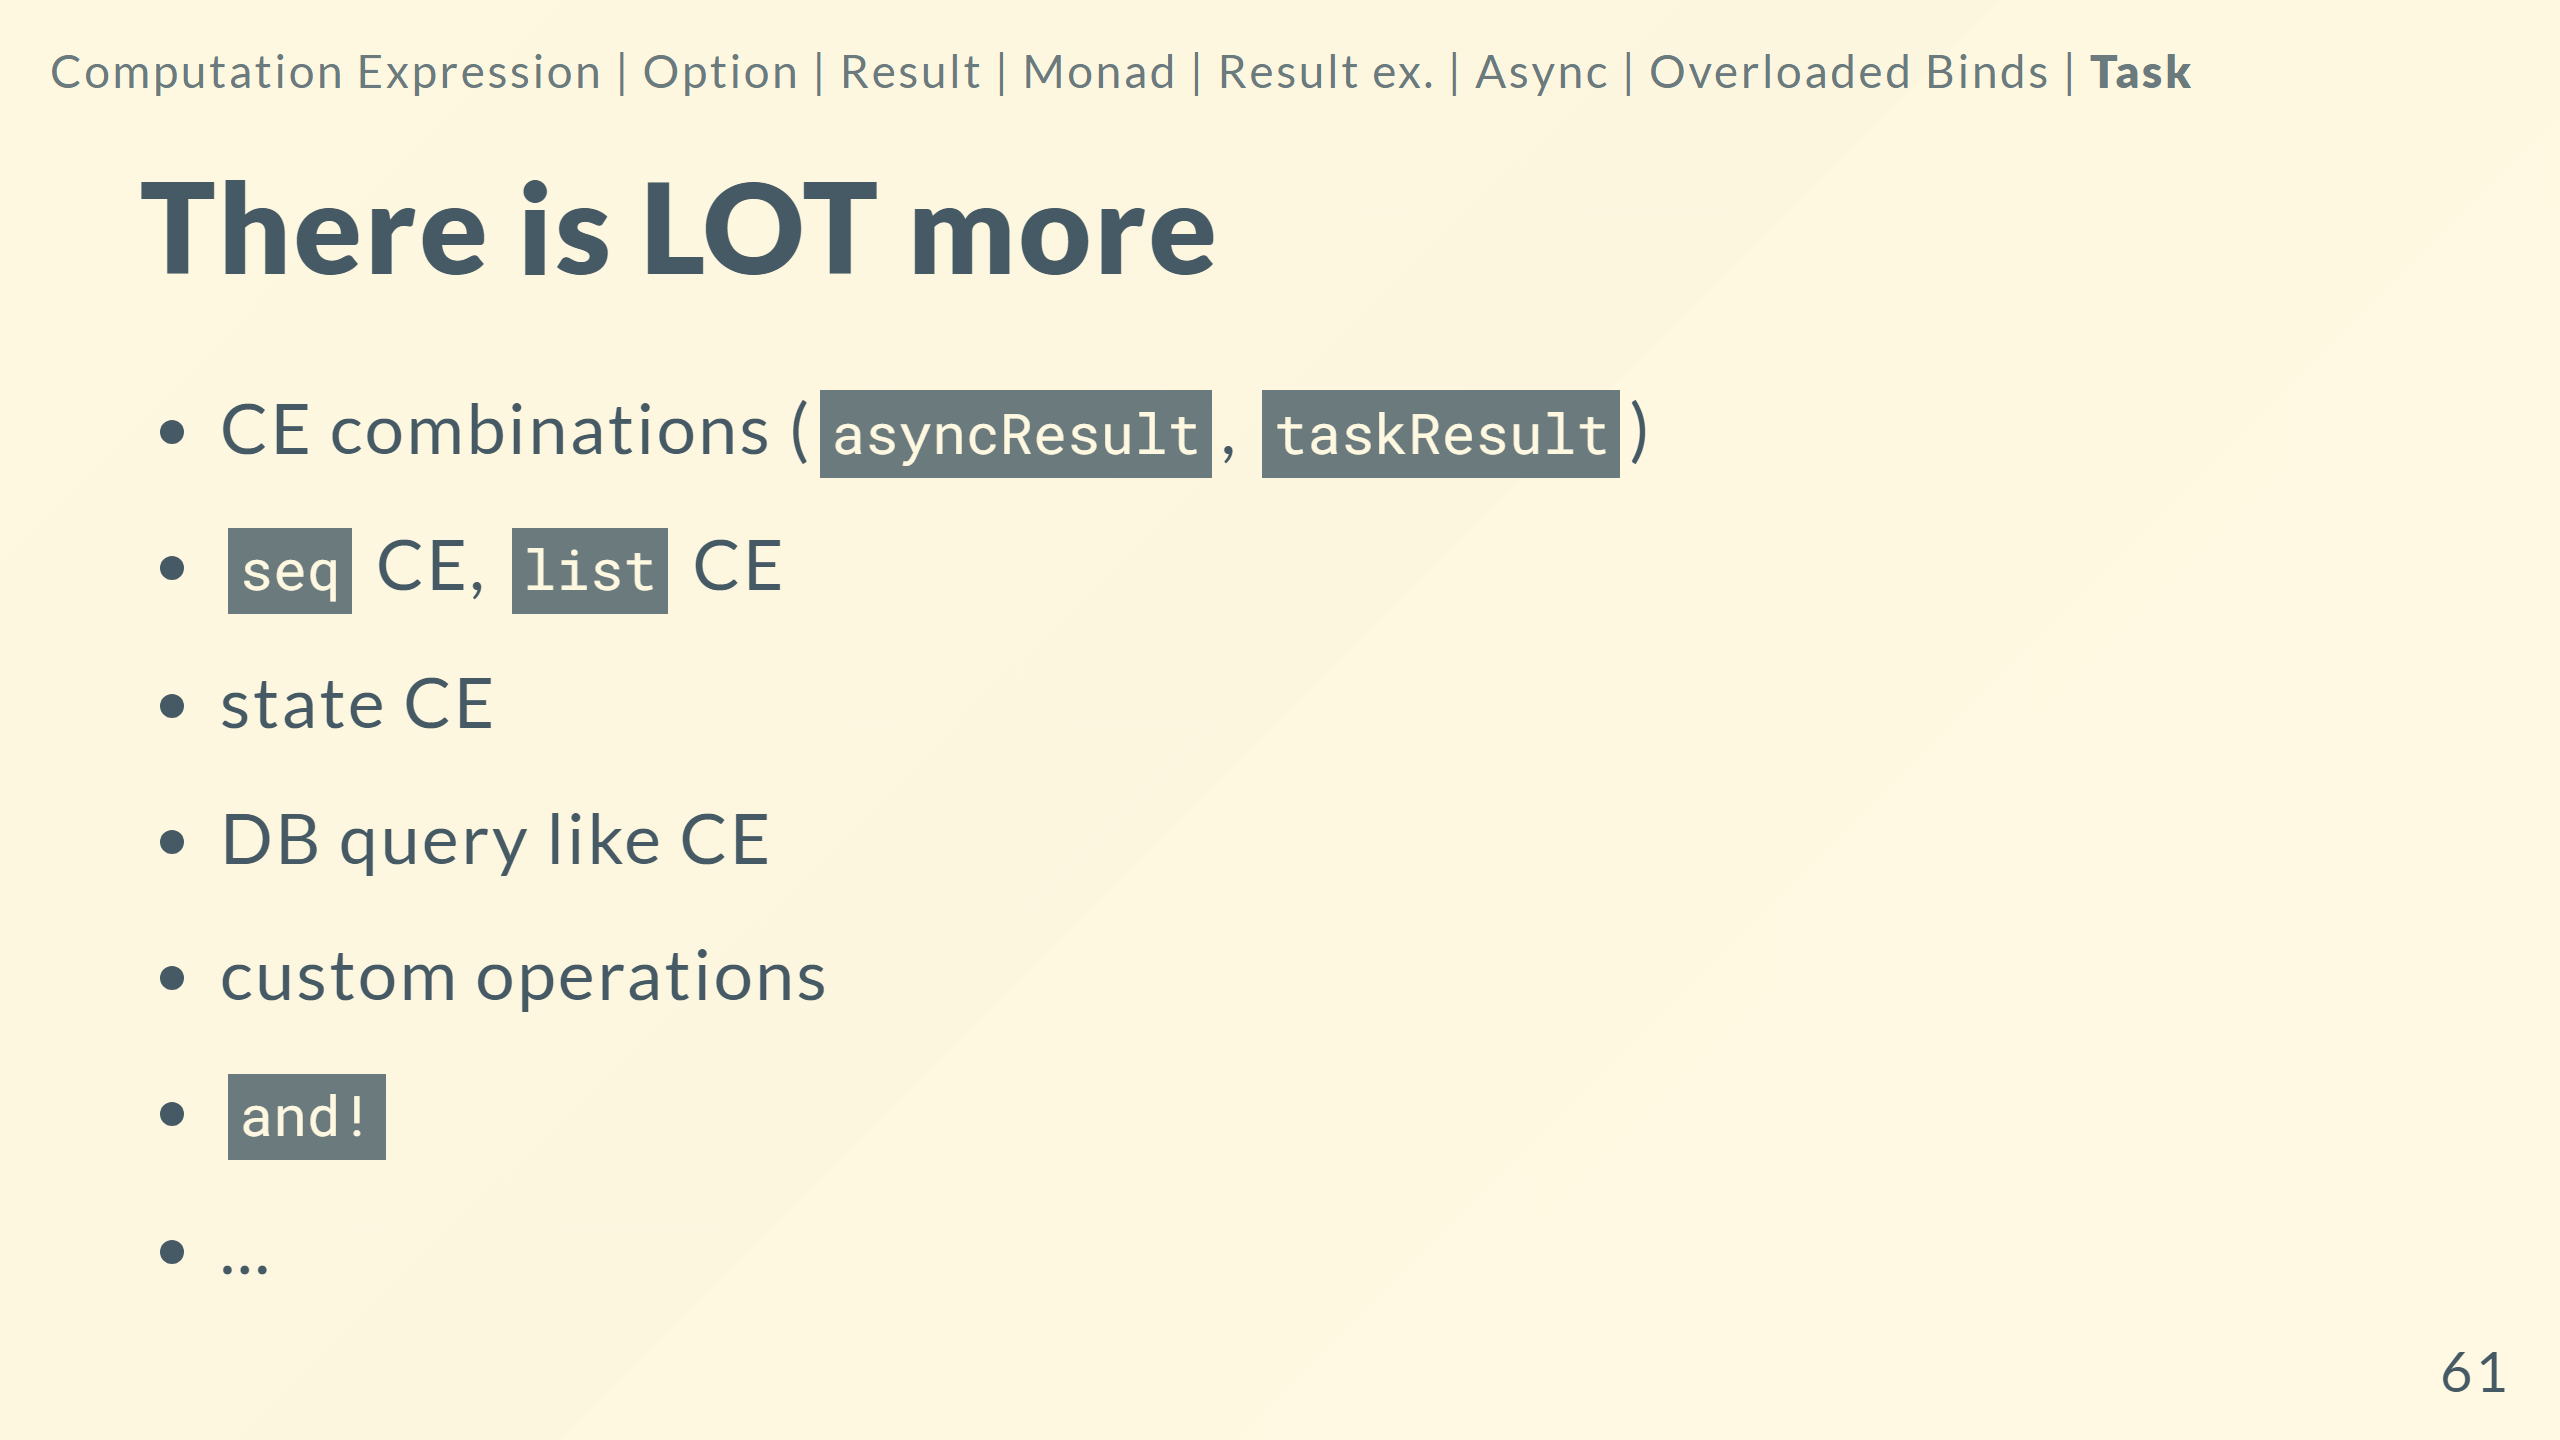 Computation Expression | Option | Result | Monad | Result ex. | Async | Overloaded Binds | Task
There is LOT more
• CE combinations ( asyncResult , taskResult )
• seq CE, list CE
• state CE
• DB query like CE
• custom operations
• and!
• ...
61